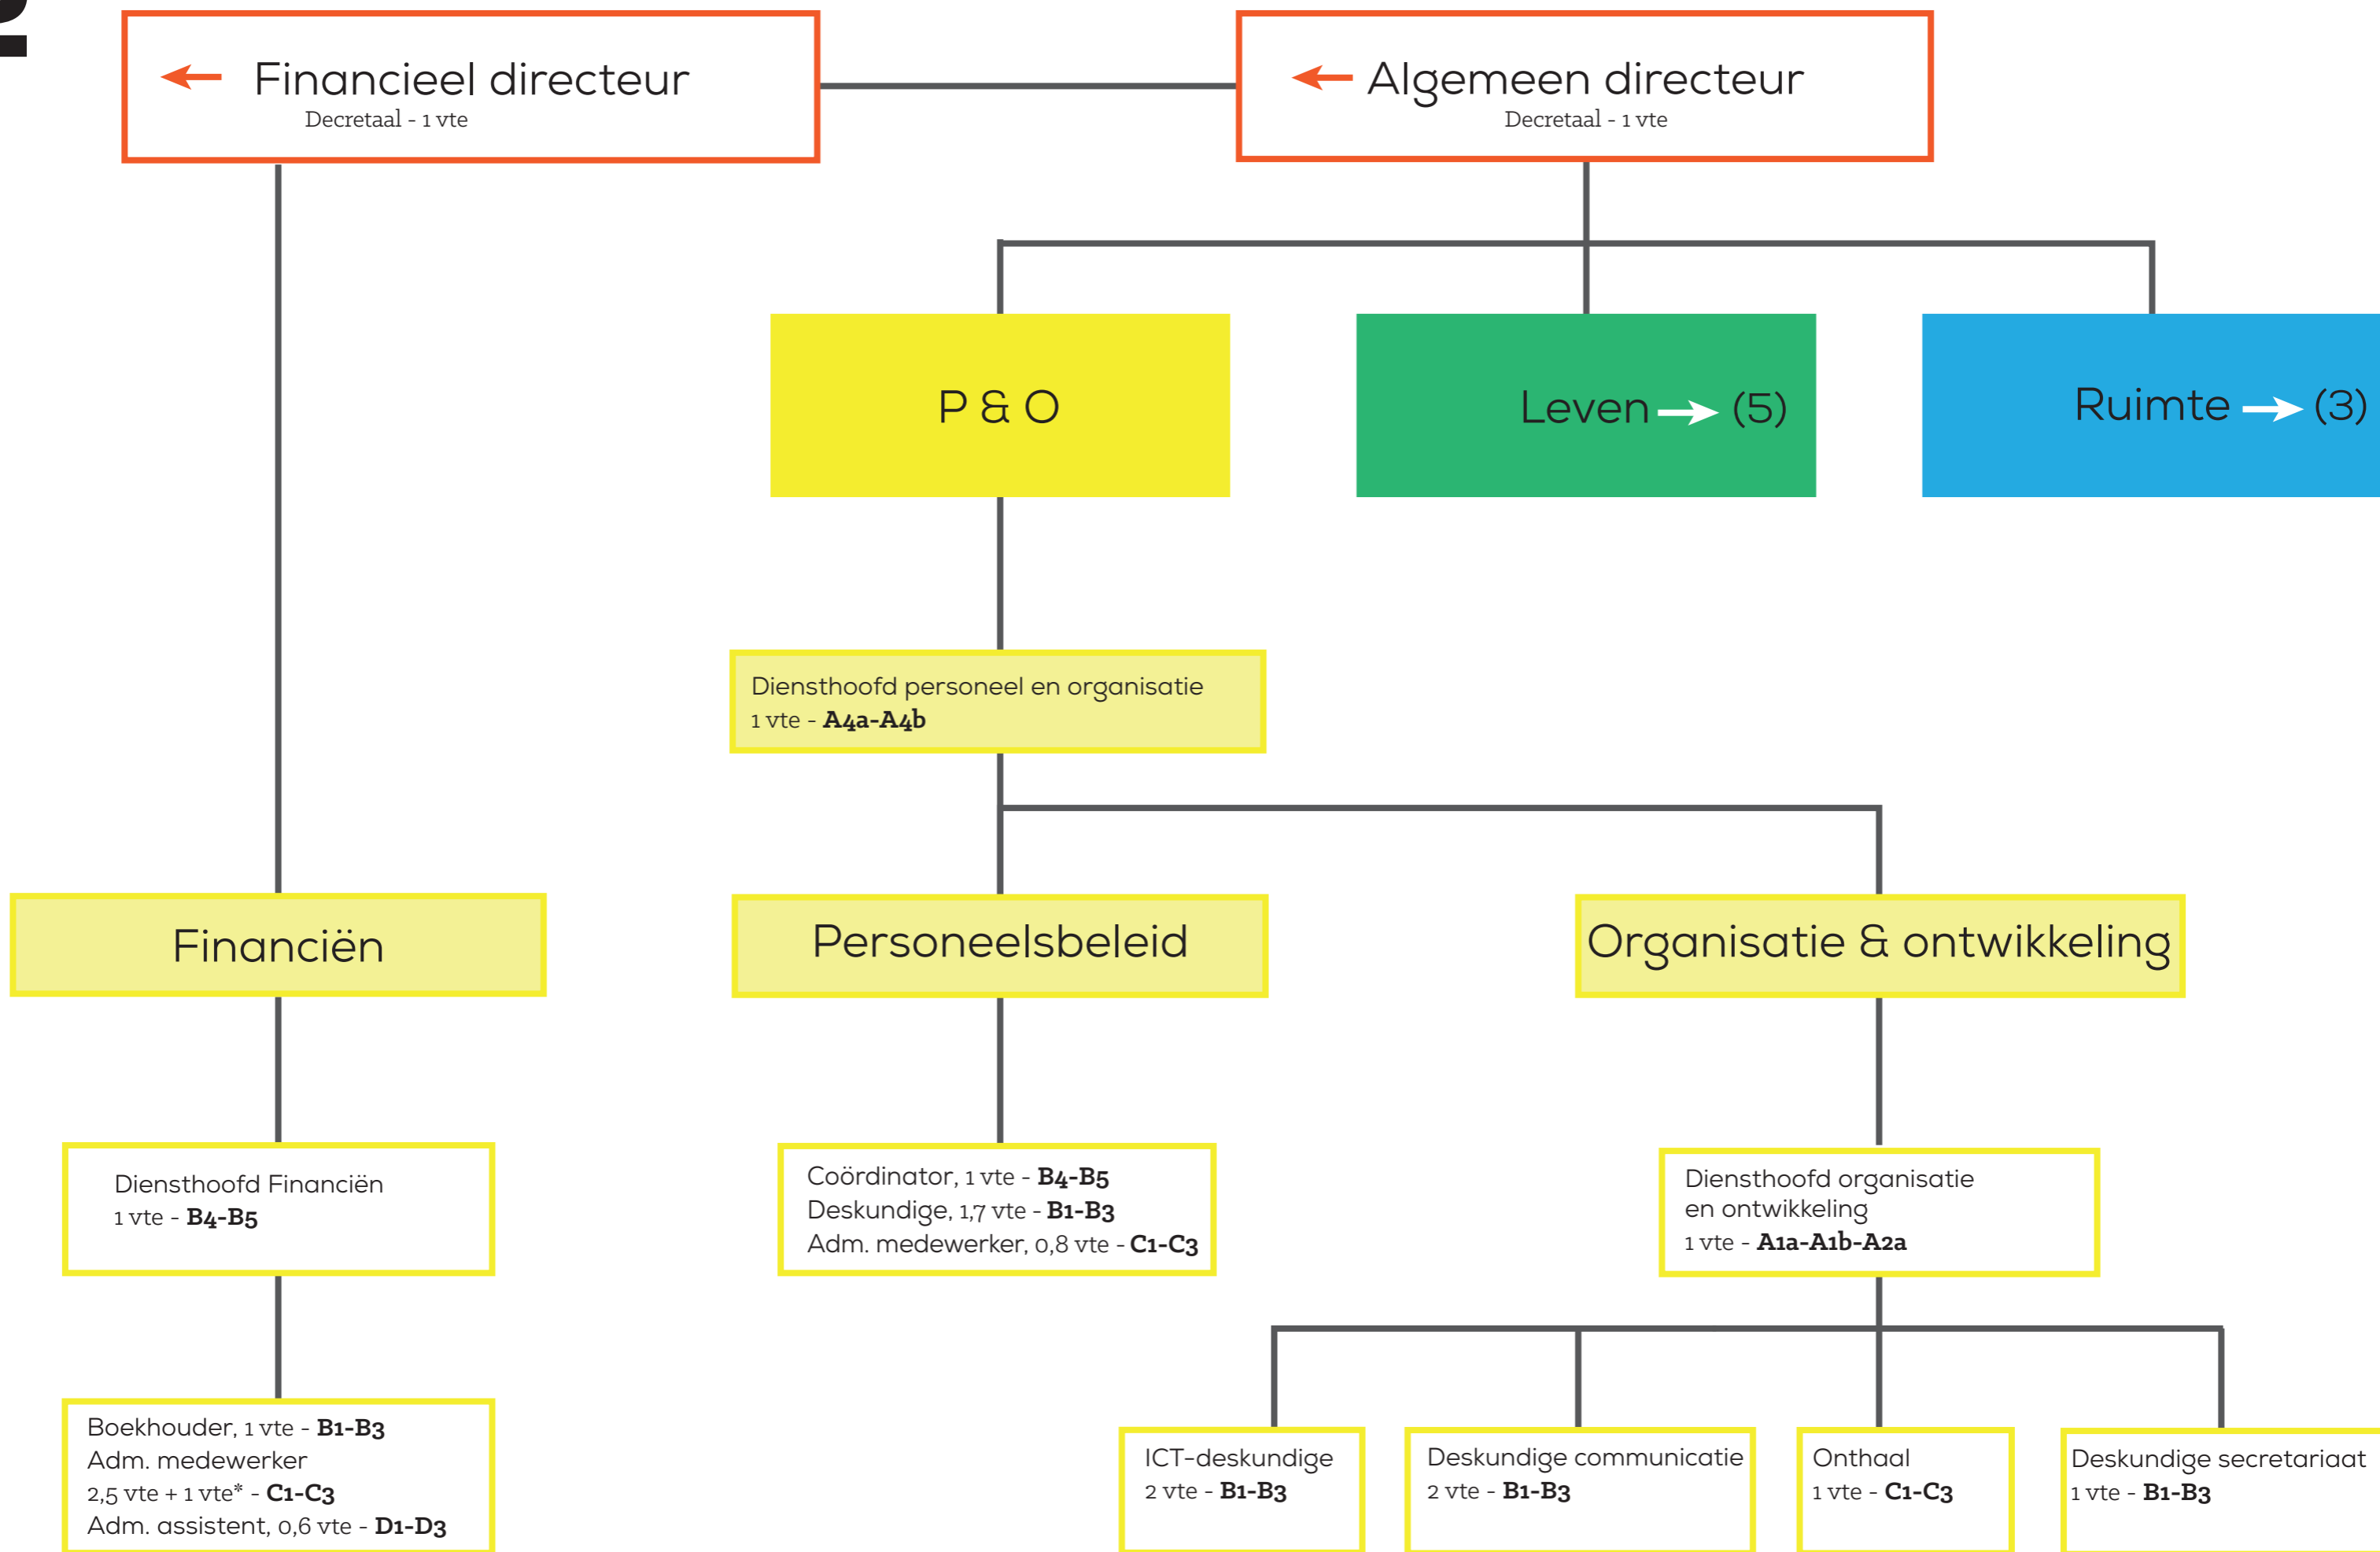 Financieel directeur
Decretaal - 1 vte
Algemeen directeur
Decretaal - 1 vte
P & O
Leven (5)
Ruimte (3)
Diensthoofd personeel en organisatie
1 vte - A4a-A4b
Financiën
Personeelsbeleid
Organisatie & ontwikkeling
Diensthoofd Financiën
1 vte - B4-B5
Coördinator, 1 vte - B4-B5
Deskundige, 1,7 vte - B1-B3
Adm. medewerker, 0,8 vte - C1-C3
Diensthoofd organisatie
en ontwikkeling
1 vte - A1a-A1b-A2a
Boekhouder, 1 vte - B1-B3
Adm. medewerker
2,5 vte + 1 vte* - C1-C3
Adm. assistent, 0,6 vte - D1-D3
ICT-deskundige
2 vte - B1-B3
Deskundige communicatie
2 vte - B1-B3
Onthaal
1 vte - C1-C3
Deskundige secretariaat
1 vte - B1-B3